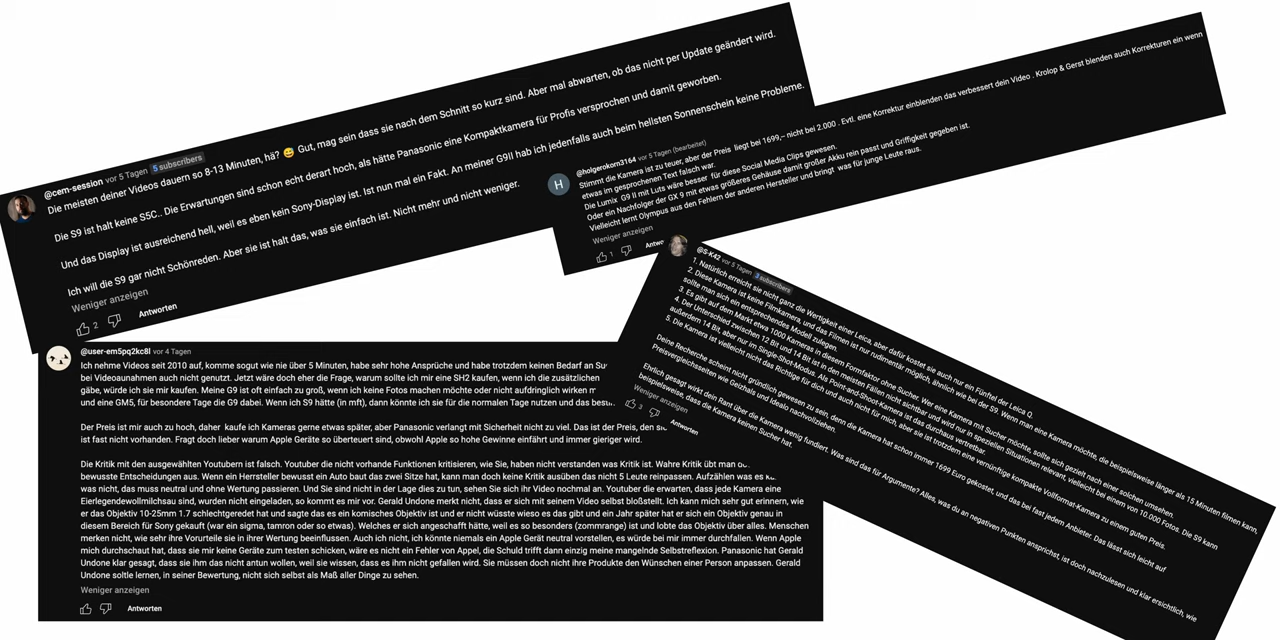 @cem-session vor 5 Tagen 5 subscribers
Die meisten deiner Videos dauern so 8-13 Minuten, hä? 😅 Gut, mag sein dass sie nach dem Schnitt so kurz sind. Aber mal abwarten, ob das nicht per Update geändert wird.
Die S9 ist halt keine S5C.. Die Erwartungen sind schon echt derart hoch, als hätte Panasonic eine Kompaktkamera für Profis versprochen und damit geworben.
Und das Display ist ausreichend hell, weil es eben kein Sony-Display ist. Ist nun mal ein Fakt. An meiner G9II hab ich jedenfalls auch beim hellsten Sonnenschein keine Probleme.
Ich will die S9 gar nicht Schönreden. Aber sie ist halt das, was sie einfach ist. Nicht mehr und nicht weniger.
Weniger anzeigen
2 Antworten
H
@holgerokorn3164 vor 5 Tagen (bearbeitet)
Stimmt die Kamera ist zu teuer, aber der Preis liegt bei 1699,– nicht bei 2.000 . Evtl. eine Korrektur einblenden das verbessert dein Video . Krolop & Gerst blenden auch Korrekturen ein wenn
etwas im gesprochenen Text falsch war.
Die Lumix G9 II mit Luts wäre besser für diese Social Media Clips gewesen.
Oder ein Nachfolger der GX 9 mit etwas größeres Gehäuse damit großer Akku rein passt und Griffigkeit gegeben ist.
Vielleicht lernt Olympus aus den Fehlern der anderen Hersteller und bringt was für junge Leute raus.
Weniger anzeigen
1 Antwo
@S-K42 vor 5 Tagen 3 subscribers
1. Natürlich erreicht sie nicht ganz die Wertigkeit einer Leica, aber dafür kostet sie auch nur ein Fünftel der Leica Q.
2. Diese Kamera ist keine Filmkamera, und das Filmen ist nur rudimentär möglich, ähnlich wie bei der S9. Wenn man eine Kamera möchte, die beispielsweise länger als 15 Minuten filmen kann,
sollte man sich ein entsprechendes Modell zulegen.
3. Es gibt auf dem Markt etwa 1000 Kameras in diesem Formfaktor ohne Sucher. Wer eine Kamera mit Sucher möchte, sollte sich gezielt nach einer solchen umsehen.
4. Der Unterschied zwischen 12 Bit und 14 Bit ist in den meisten Fällen nicht sichtbar und wird nur in speziellen Situationen relevant, vielleicht bei einem von 10.000 Fotos. Die S9 kann
außerdem 14 Bit, aber nur im Single-Shot-Modus. Als Point-and-Shoot-Kamera ist das durchaus vertretbar.
5. Die Kamera ist vielleicht nicht das Richtige für dich und auch nicht für mich, aber sie ist trotzdem eine vernünftige kompakte Vollformat-Kamera zu einem guten Preis.
Deine Recherche scheint nicht gründlich gewesen zu sein, denn die Kamera hat schon immer 1699 Euro gekostet, und das bei fast jedem Anbieter. Das lässt sich leicht auf
Preisvergleichsseiten wie Geizhals und Idealo nachvollziehen.
Ehrlich gesagt wirkt dein Rant über die Kamera wenig fundiert. Was sind das für Argumente? Alles, was du an negativen Punkten ansprichst, ist doch nachzulesen und klar ersichtlich, wie
beispielsweise, dass die Kamera keinen Sucher hat.
Weniger anzeigen
3 Antworten
@user-em5pq2kc8l vor 4 Tagen
Ich nehme Videos seit 2010 auf, komme sogut wie nie über 5 Minuten, habe sehr hohe Ansprüche und habe trotzdem keinen Bedarf an
bei Videoaunahmen auch nicht genutzt. Jetzt wäre doch eher die Frage, warum sollte ich mir eine SH2 kaufen, wenn ich die zusätzlichen
gäbe, würde ich sie mir kaufen. Meine G9 ist oft einfach zu groß, wenn ich keine Fotos machen möchte oder nicht aufdringlich wirken
und eine GM5, für besondere Tage die G9 dabei. Wenn ich S9 hätte (in mft), dann könnte ich sie für die normalen Tage nutzen und das
Der Preis ist mir auch zu hoch, daher kaufe ich Kameras gerne etwas später, aber Panasonic verlangt mit Sicherheit nicht zu viel. Das ist der Preis, den
ist fast nicht vorhanden. Fragt doch lieber warum Apple Geräte so überteuert sind, obwohl Apple so hohe Gewinne einfährt und immer gieriger wird.
Die Kritik mit den ausgewählten Youtubern ist falsch. Youtuber die nicht vorhande Funktionen kritisieren, wie Sie, haben nicht verstanden was Kritik ist. Wahre Kritik übt man
bewusste Entscheidungen aus. Wenn ein Herrsteller bewusst ein Auto baut das zwei Sitze hat, kann man doch keine Kritik ausüben das nicht 5 Leute reinpassen. Aufzählen was es
was nicht, das muss neutral und ohne Wertung passieren. Und Sie sind nicht in der Lage dies zu tun, sehen Sie sich ihr Video nochmal an. Youtuber die erwarten, dass jede Kamera eine
Eierlegendewollmilchsau sind, wurden nicht eingeladen, so kommt es mir vor. Gerald Undone merkt nicht, dass er sich mit seinem Video selbst bloßstellt. Ich kann mich sehr gut erinnern, wie
er das Objektiv 10-25mm 1.7 schlechtgeredet hat und sagte das es ein komisches Objektiv ist und er nicht wüsste wieso es das gibt und ein Jahr später hat er sich ein Objektiv genau in
diesem Bereich für Sony gekauft (war ein sigma, tamron oder so etwas). Welches er sich angeschafft hätte, weil es so besonders (zommrange) ist und lobte das Objektiv über alles. Menschen
merken nicht, wie sehr ihre Vorurteile sie in ihrer Wertung beeinflussen. Auch ich nicht, ich könnte niemals ein Apple Gerät neutral vorstellen, es würde bei mir immer durchfallen. Wenn Apple
mich durchschaut hat, dass sie mir keine Geräte zum testen schicken, wäre es nicht ein Fehler von Appel, die Schuld trifft dann einzig meine mangelnde Selbstreflexion. Panasonic hat Gerald
Undone klar gesagt, dass sie ihm das nicht antun wollen, weil sie wissen, dass es ihm nicht gefallen wird. Sie müssen doch nicht ihre Produkte den Wünschen einer Person anpassen. Gerald
Undone soltle lernen, in seiner Bewertung, nicht sich selbst als Maß aller Dinge zu sehen.
Weniger anzeigen
Antworten